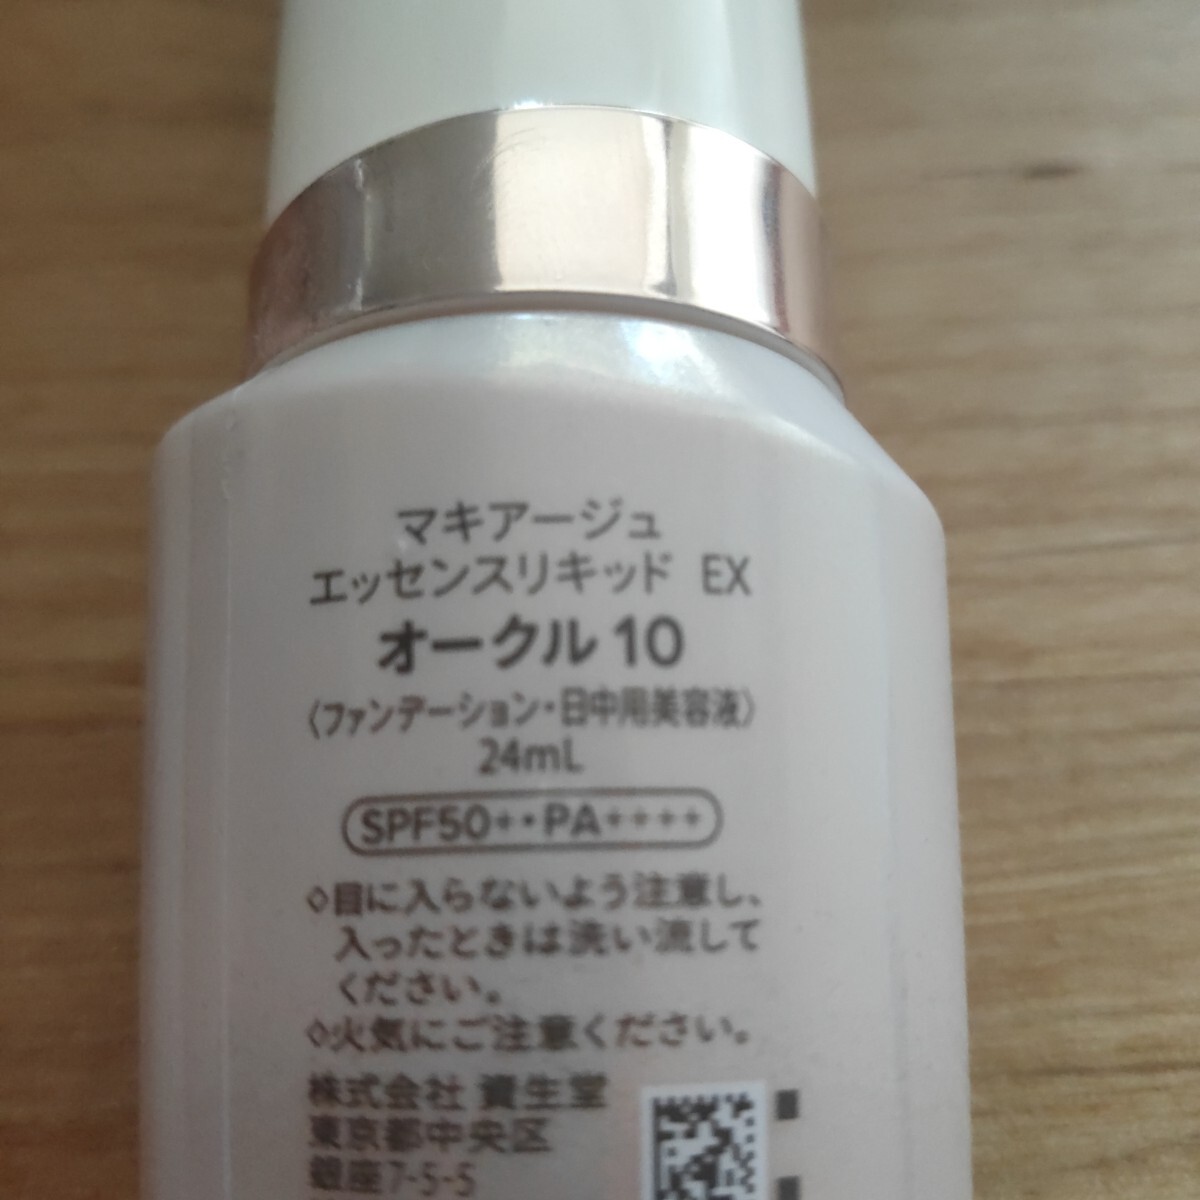 マキアージュ
エッセンスリキッド EX
オークル10
〈ファンデーション・日中用美容液〉
24mL
SPF50+・PA++++
◇目に入らないよう注意し、
入ったときは洗い流して
ください。
◇火気にご注意ください。
株式会社 資生堂
東京都中央区
銀座7-5-5